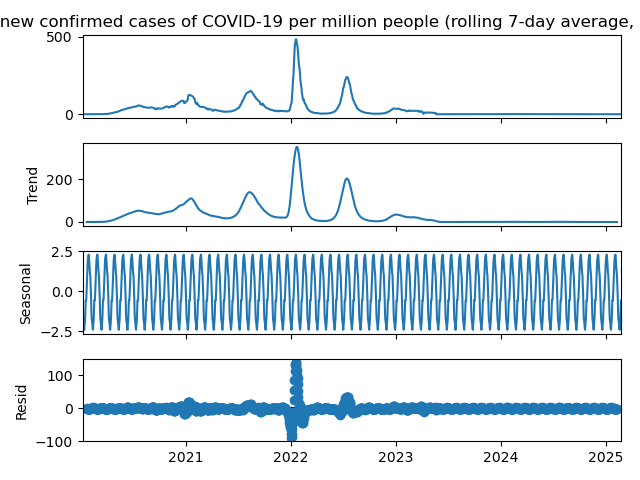 new confirmed cases of COVID-19 per million people (rolling 7-day average,
500
0
Trend
200
0
Seasonal
2.5
0.0
−2.5
Resid
100
0
−100
2021 2022 2023 2024 2025